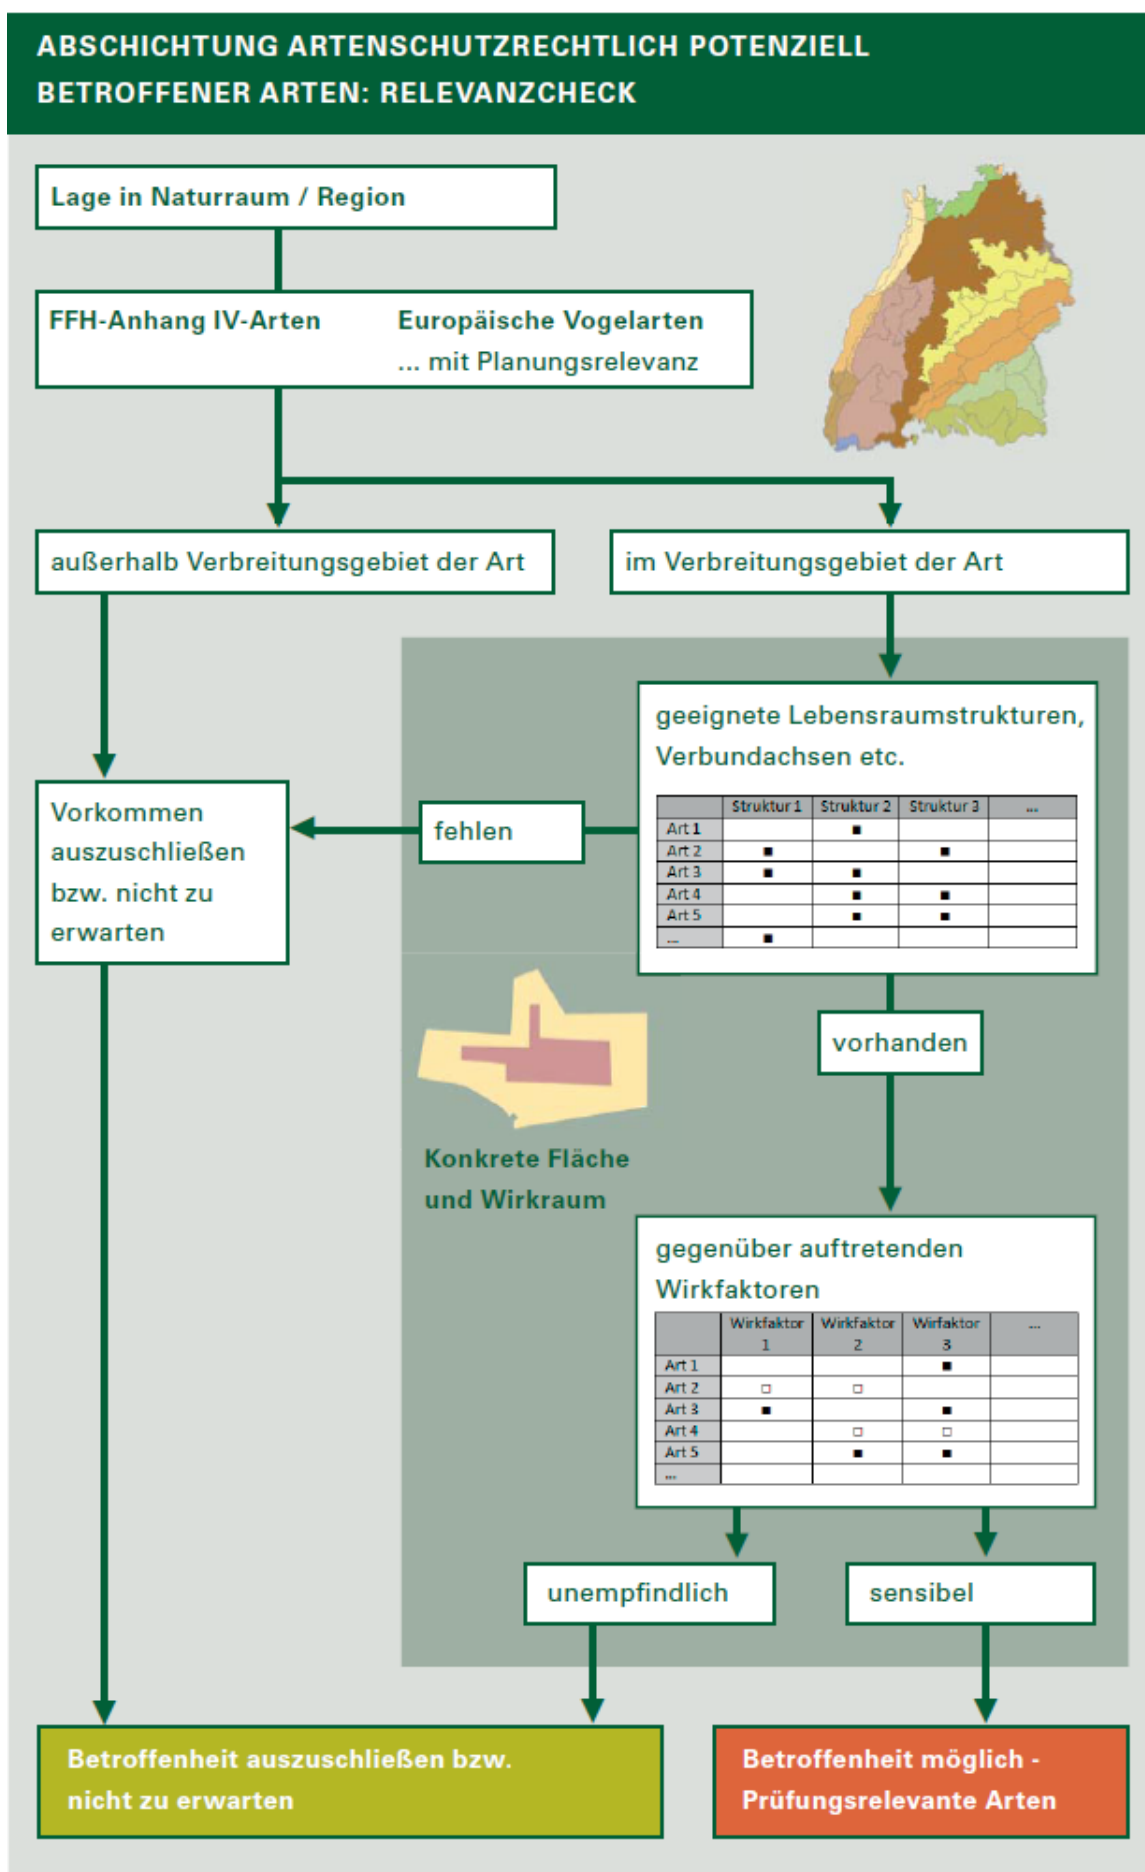 ABSCHICHTUNG ARTENSCHUTZRECHTLICH POTENZIELL
BETROFFENER ARTEN: RELEVANZCHECK
Lage in Naturraum / Region
FFH-Anhang IV-Arten Europäische Vogelarten
... mit Planungsrelevanz
außerhalb Verbreitungsgebiet der Art
im Verbreitungsgebiet der Art
geeignete Lebensraumstrukturen,
Verbundachsen etc.
Struktur 1 Struktur 2 Struktur 3 ...
Art 1 ■
Art 2 ■ ■
Art 3 ■ ■
Art 4 ■ ■
Art 5 ■ ■
... ■
fehlen
Vorkommen
auszuschließen
bzw. nicht zu
erwarten
vorhanden
Konkrete Fläche
und Wirkraum
gegenüber auftretenden
Wirkfaktoren
Wirkfaktor Wirkfaktor Wirfaktor ...
1 2 3
Art 1 ■
Art 2 □ □
Art 3 ■ ■
Art 4 □ □
Art 5 ■ ■
...
unempfindlich
sensibel
Betroffenheit auszuschließen bzw.
nicht zu erwarten
Betroffenheit möglich -
Prüfungsrelevante Arten